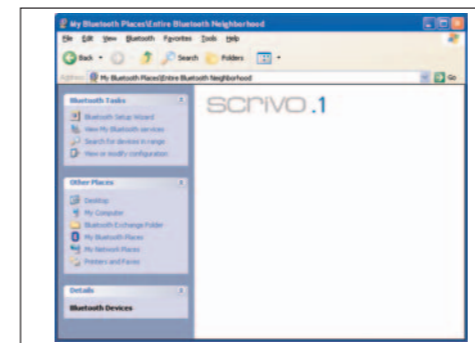 My Bluetooth Places\Entire Bluetooth Neighborhood
File Edit View Bluetooth Favorites Tools Help
Back Search Folders
Address My Bluetooth Places\Entire Bluetooth Neighborhood Go
SCRIVO.1
Bluetooth Tasks
Bluetooth Setup Wizard
View My Bluetooth services
Search for devices in range
View or modify configuration
Other Places
Desktop
My Computer
Bluetooth Exchange Folder
My Bluetooth Places
My Network Places
Printers and Faxes
Details
Bluetooth Devices